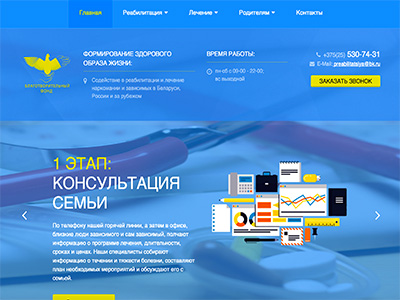 Главная Реабилитация Лечение Родителям Контакты
БЛАГОТВОРИТЕЛЬНЫЙ
ФОНД
ФОРМИРОВАНИЕ ЗДОРОВОГО
ОБРАЗА ЖИЗНИ:
Содействие в реабилитации и лечению
наркомании и зависимых в Беларуси,
России и за рубежом
ВРЕМЯ РАБОТЫ:
пн-сб с 09-00 - 22-00;
вс выходной
+375(25) 530-74-31
E-Mail: preabilitatsiya@bk.ru
ЗАКАЗАТЬ ЗВОНОК
1 ЭТАП:
КОНСУЛЬТАЦИЯ
СЕМЬИ
По телефону нашей горячей линии, а затем в офисе,
близкие люди зависимого и сам зависимый, получают
информацию о программе лечения, длительности,
сроках и ценах. Наши специалисты собирают
информацию о течении и тяжести болезни, составляют
план необходимых мероприятий и обсуждают его с
семьей.